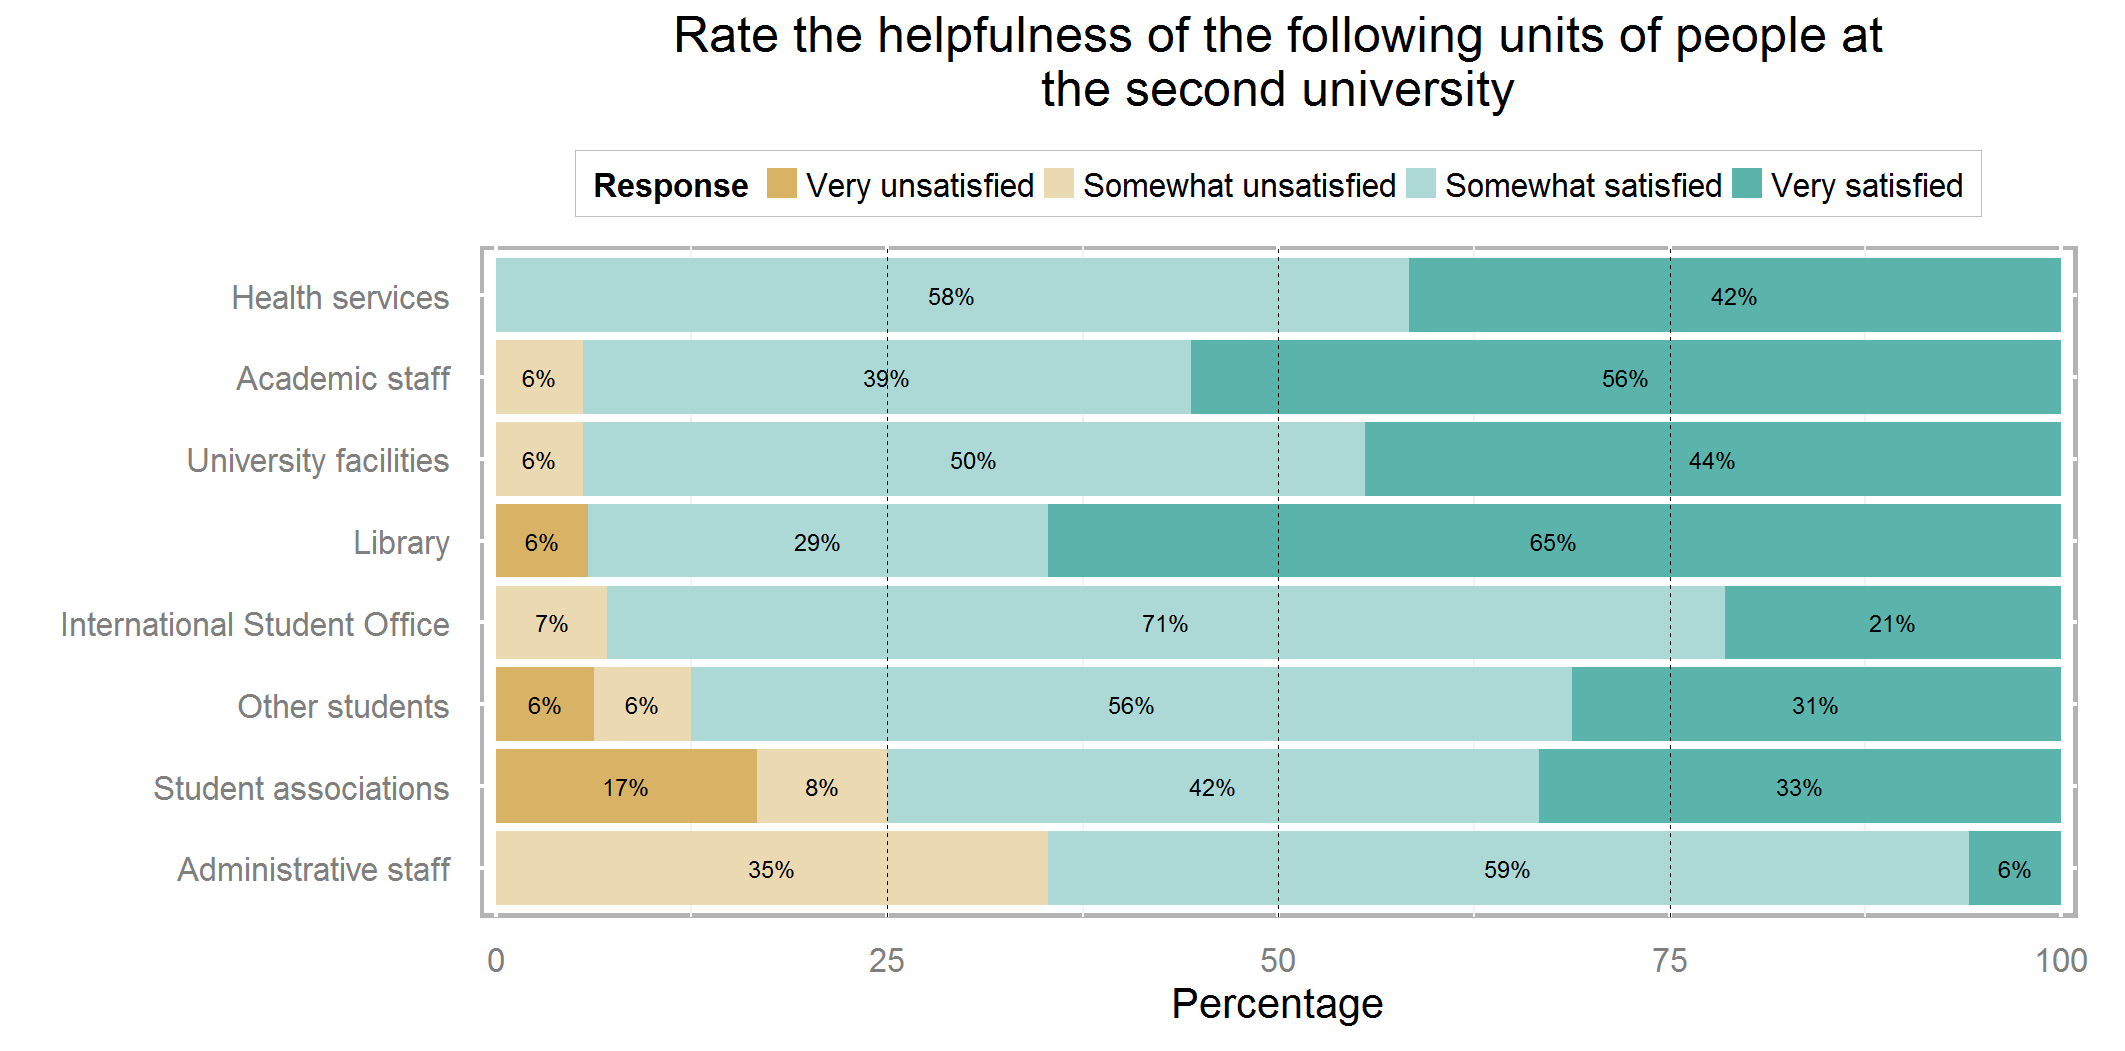 Rate the helpfulness of the following units of people at
the second university
Response Very unsatisfied Somewhat unsatisfied Somewhat satisfied Very satisfied
Health services 58% 42%
Academic staff 6% 39% 56%
University facilities 6% 50% 44%
Library 6% 29% 65%
International Student Office 7% 71% 21%
Other students 6% 6% 56% 31%
Student associations 17% 8% 42% 33%
Administrative staff 35% 59% 6%
0 25 50 75 100
Percentage